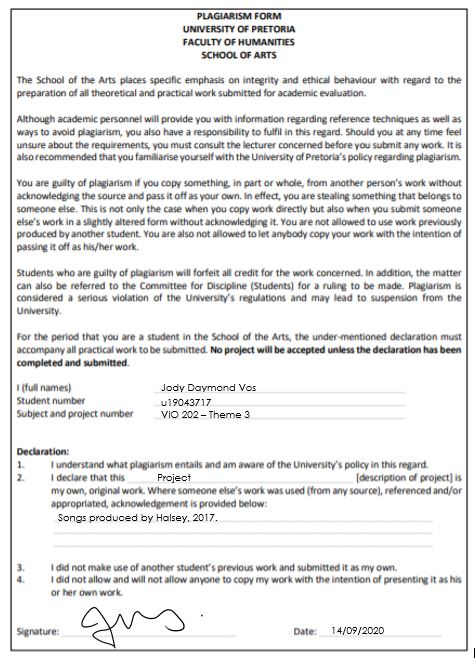 PLAGIARISM FORM
UNIVERSITY OF PRETORIA
FACULTY OF HUMANITIES
SCHOOL OF ARTS
The School of the Arts places specific emphasis on integrity and ethical behaviour with regard to the
preparation of all theoretical and practical work submitted for academic evaluation.
Although academic personnel will provide you with information regarding reference techniques as well as
ways to avoid plagiarism, you also have a responsibility to fulfil in this regard. Should you at any time feel
unsure about the requirements, you must consult the lecturer concerned before you submit any work. It is
also recommended that you familiarise yourself with the University of Pretoria's policy regarding plagiarism.
You are guilty of plagiarism if you copy something, in part or whole, from another person's work without
acknowledging the source and pass it off as your own. In effect, you are stealing something that belongs to
someone else. This is not only the case when you copy work directly but also when you submit someone
else's work in a slightly altered form without acknowledging it. You are not allowed to use work previously
produced by another student. You are also not allowed to let anybody copy your work with the intention of
passing it off as his/her work.
Students who are guilty of plagiarism will forfeit all credit for the work concerned. In addition, the matter
can also be referred to the Committee for Discipline (Students) for a ruling to be made. Plagiarism is
considered a serious violation of the University's regulations and may lead to suspension from the
University.
For the period that you are a student in the School of the Arts, the under-mentioned declaration must
accompany all practical work to be submitted. No project will be accepted unless the declaration has been
completed and submitted.
I (full names) Jody Daymond Vos
Student number u19043717
Subject and project number VIO 202 – Theme 3
Declaration:
1. I understand what plagiarism entails and am aware of the University's policy in this regard.
2. I declare that this Project [description of project] is
my own, original work. Where someone else's work was used (from any source), referenced and/or
appropriated, acknowledgement is provided below:
Songs produced by Halsey, 2017.
3. I did not make use of another student's previous work and submitted it as my own.
4. I did not allow and will not allow anyone to copy my work with the intention of presenting it as his
or her own work.
Signature: Date: 14/09/2020